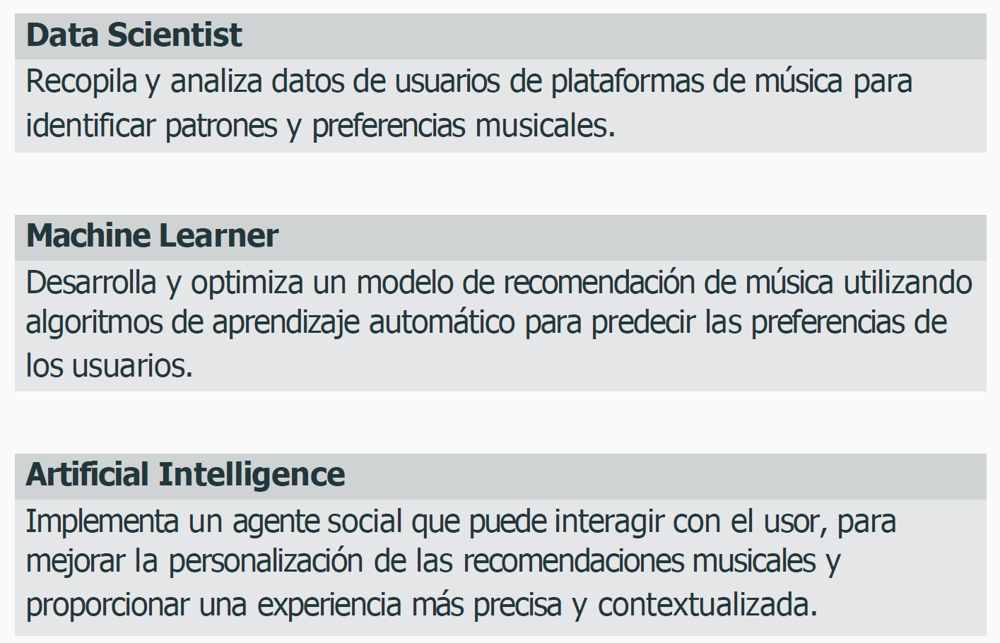 Data Scientist
Recopila y analiza datos de usuarios de plataformas de música para
identificar patrones y preferencias musicales.
Machine Learner
Desarrolla y optimiza un modelo de recomendación de música utilizando
algoritmos de aprendizaje automático para predecir las preferencias de
los usuarios.
Artificial Intelligence
Implementa un agente social que puede interagir con el usor, para
mejorar la personalización de las recomendaciones musicales y
proporcionar una experiencia más precisa y contextualizada.